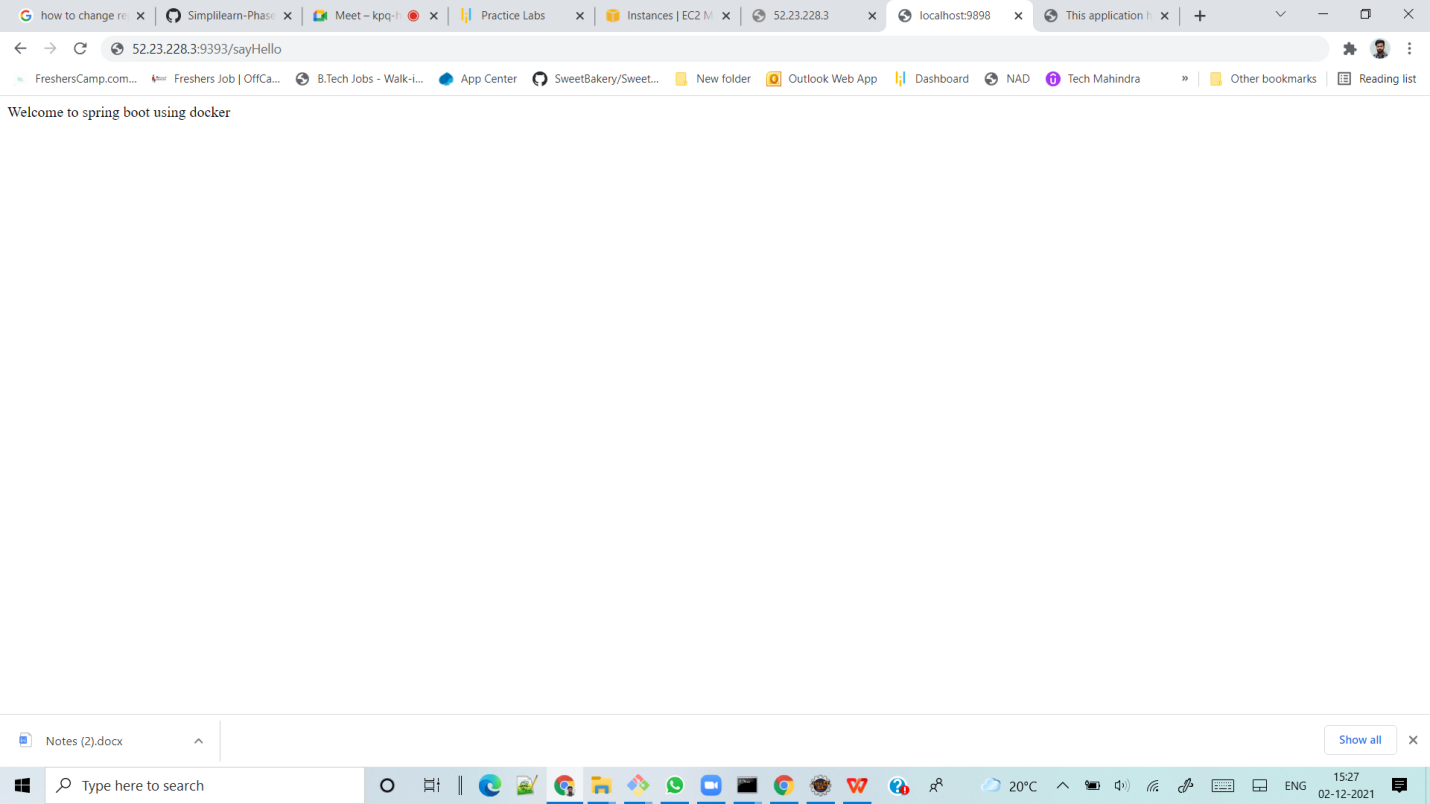 how to change re
Simplilearn-Phase
Meet – kpq-h
Practice Labs
Instances | EC2 M
52.23.228.3
localhost:9898
This application h
52.23.228.3:9393/sayHello
FreshersCamp.com...
Freshers Job | OffCa...
B.Tech Jobs - Walk-i...
App Center
SweetBakery/Sweet...
New folder
Outlook Web App
Dashboard
NAD
Tech Mahindra
»
Other bookmarks
Reading list
Welcome to spring boot using docker
Notes (2).docx
Show all
Type here to search
20°C
ENG
15:27
02-12-2021